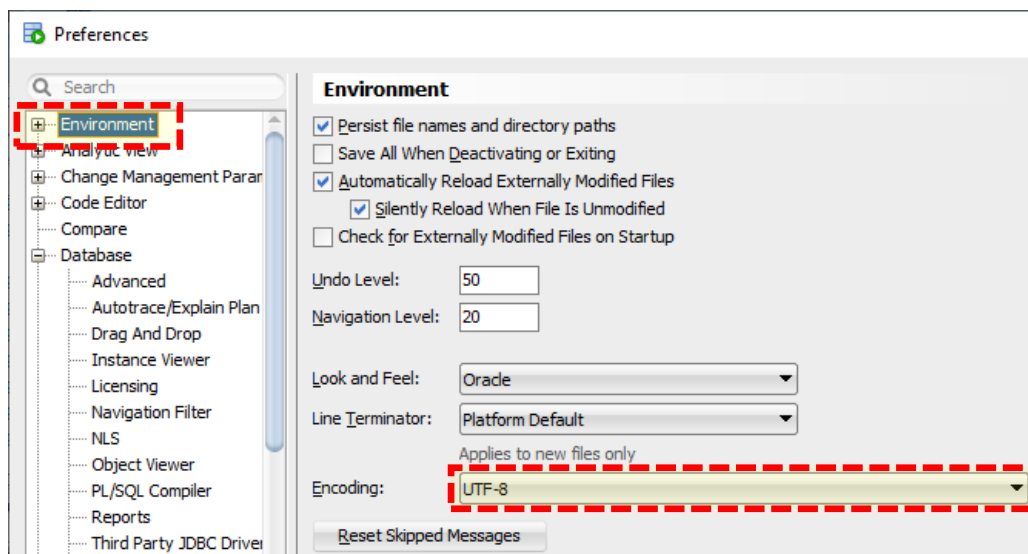 Preferences
Search
Environment
Analytic View
Change Management Param
Code Editor
Compare
Database
Advanced
Autotrace/Explain Plan
Drag And Drop
Instance Viewer
Licensing
Navigation Filter
NLS
Object Viewer
PL/SQL Compiler
Reports
Third Party JDBC Driver
Environment
Persist file names and directory paths
Save All When Deactivating or Exiting
Automatically Reload Externally Modified Files
Silently Reload When File Is Unmodified
Check for Externally Modified Files on Startup
Undo Level: 50
Navigation Level: 20
Look and Feel: Oracle
Line Terminator: Platform Default
Applies to new files only
Encoding: UTF-8
Reset Skipped Messages